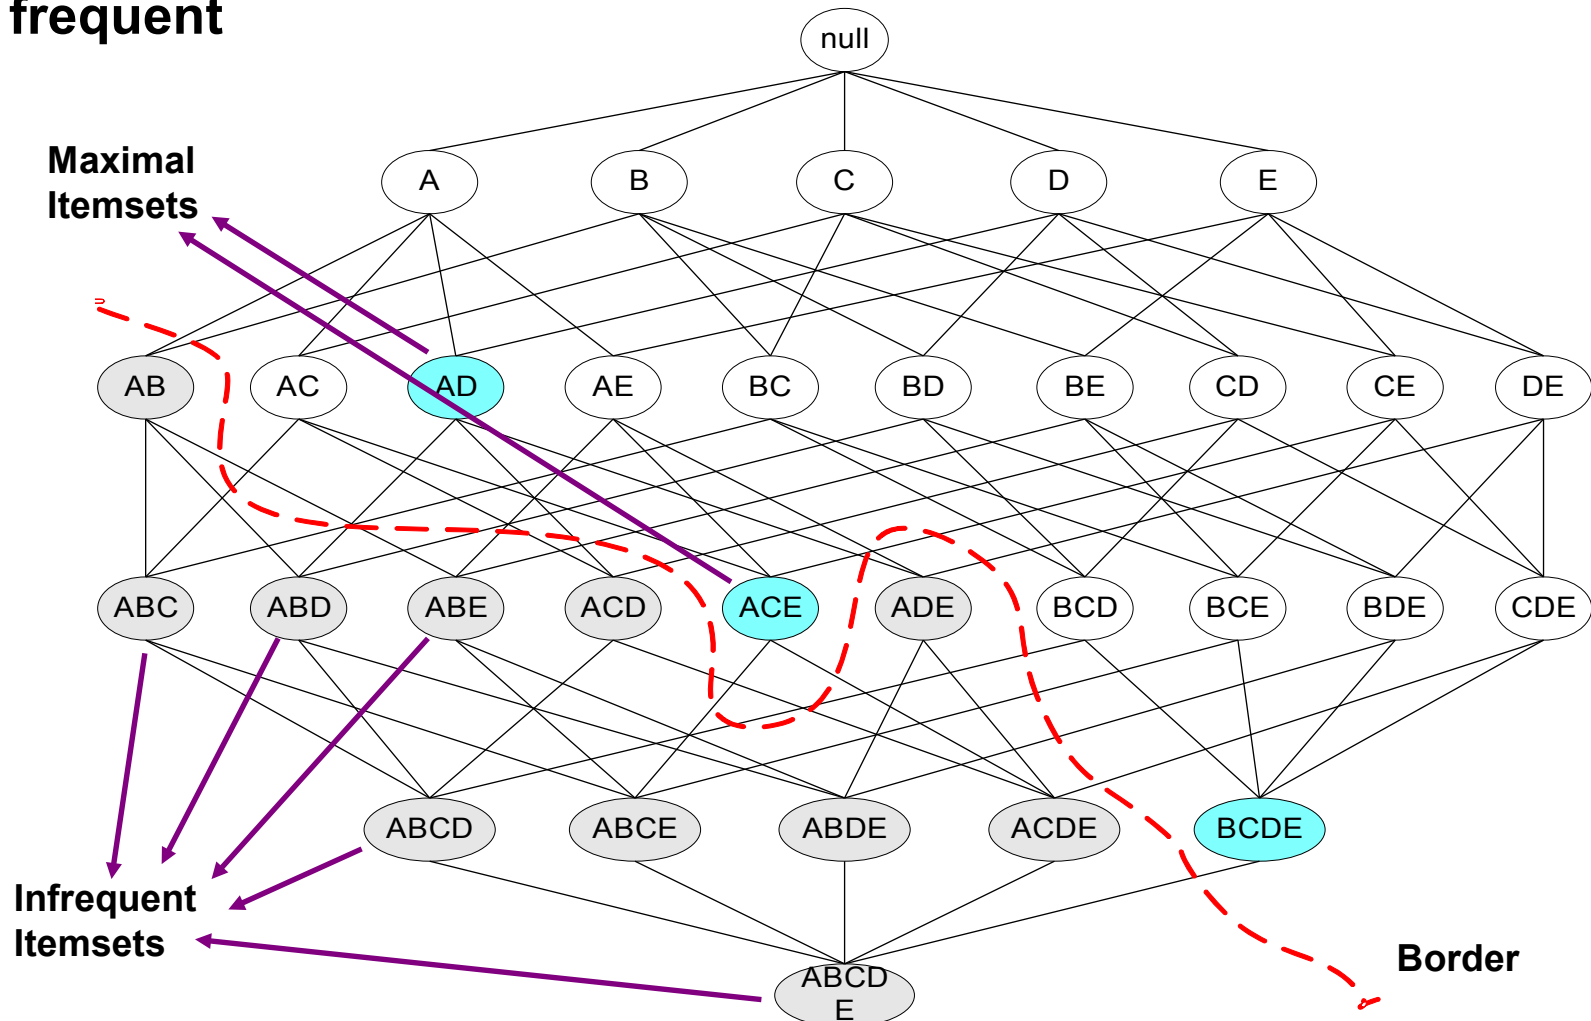 frequent
null
Maximal
Itemsets
A
B
C
D
E
AB
AC
AD
AE
BC
BD
BE
CD
CE
DE
ABC
ABD
ABE
ACD
ACE
ADE
BCD
BCE
BDE
CDE
ABCD
ABCE
ABDE
ACDE
BCDE
Infrequent
Itemsets
Border
ABCD
E